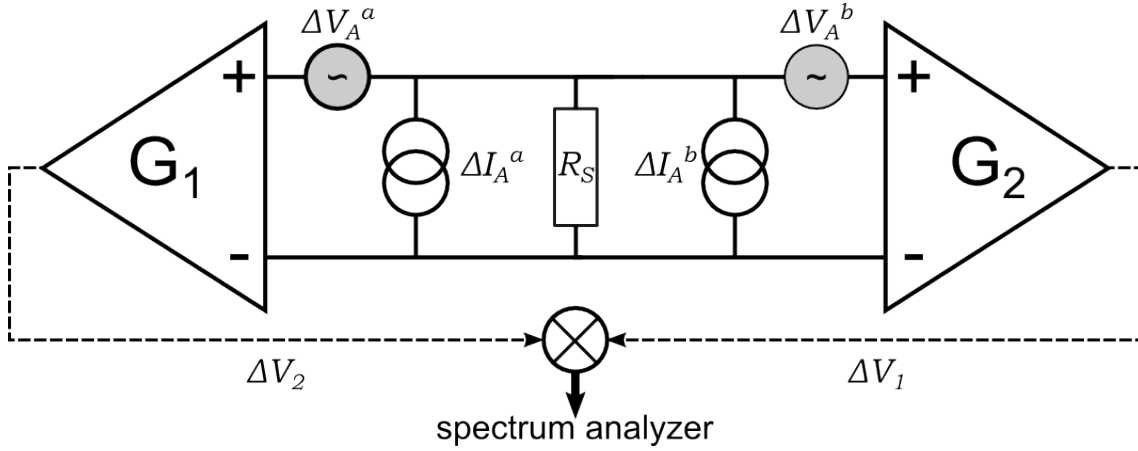 ΔV_A^a ΔV_A^b
+ +
G₁ ΔI_A^a R_S ΔI_A^b G₂
- -
ΔV₂ ΔV₁
spectrum analyzer